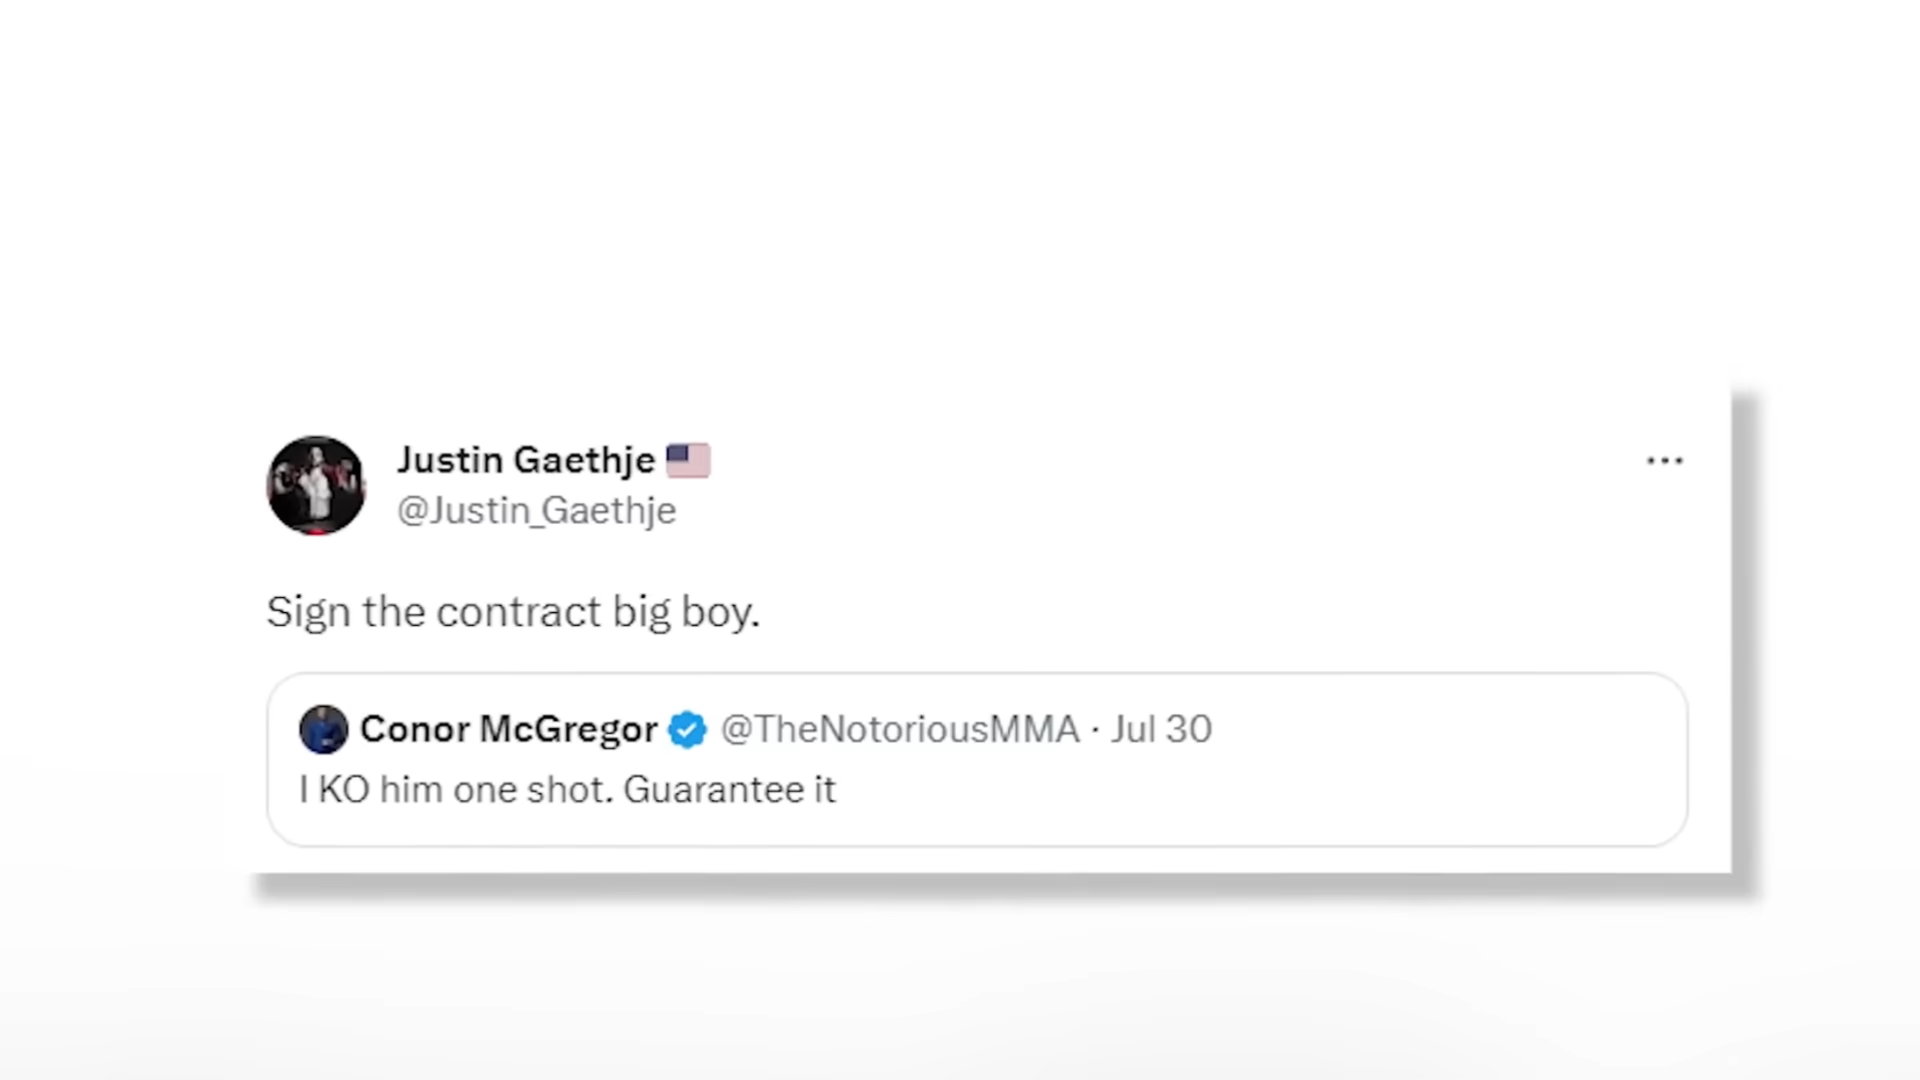 Justin Gaethje 🇺🇸
@Justin_Gaethje
Sign the contract big boy.
Conor McGregor @TheNotoriousMMA · Jul 30
I KO him one shot. Guarantee it